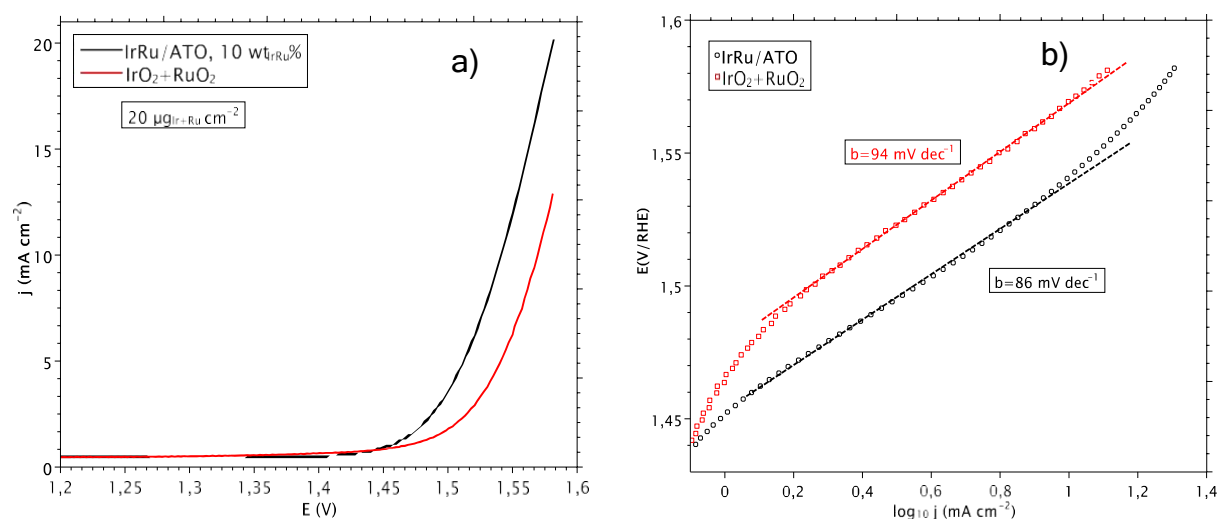 a)
IrRu/ATO, 10 wt_IrRu%
IrO₂+RuO₂
20 µg_Ir+Ru cm⁻²
20
15
10
5
0
1,2
1,25
1,3
1,35
1,4
1,45
1,5
1,55
1,6
j (mA cm⁻²)
E (V)
b)
IrRu/ATO
IrO₂+RuO₂
b=94 mV dec⁻¹
b=86 mV dec⁻¹
1,6
1,55
1,5
1,45
0
0,2
0,4
0,6
0,8
1
1,2
1,4
E(V/RHE)
log₁₀ j (mA cm⁻²)